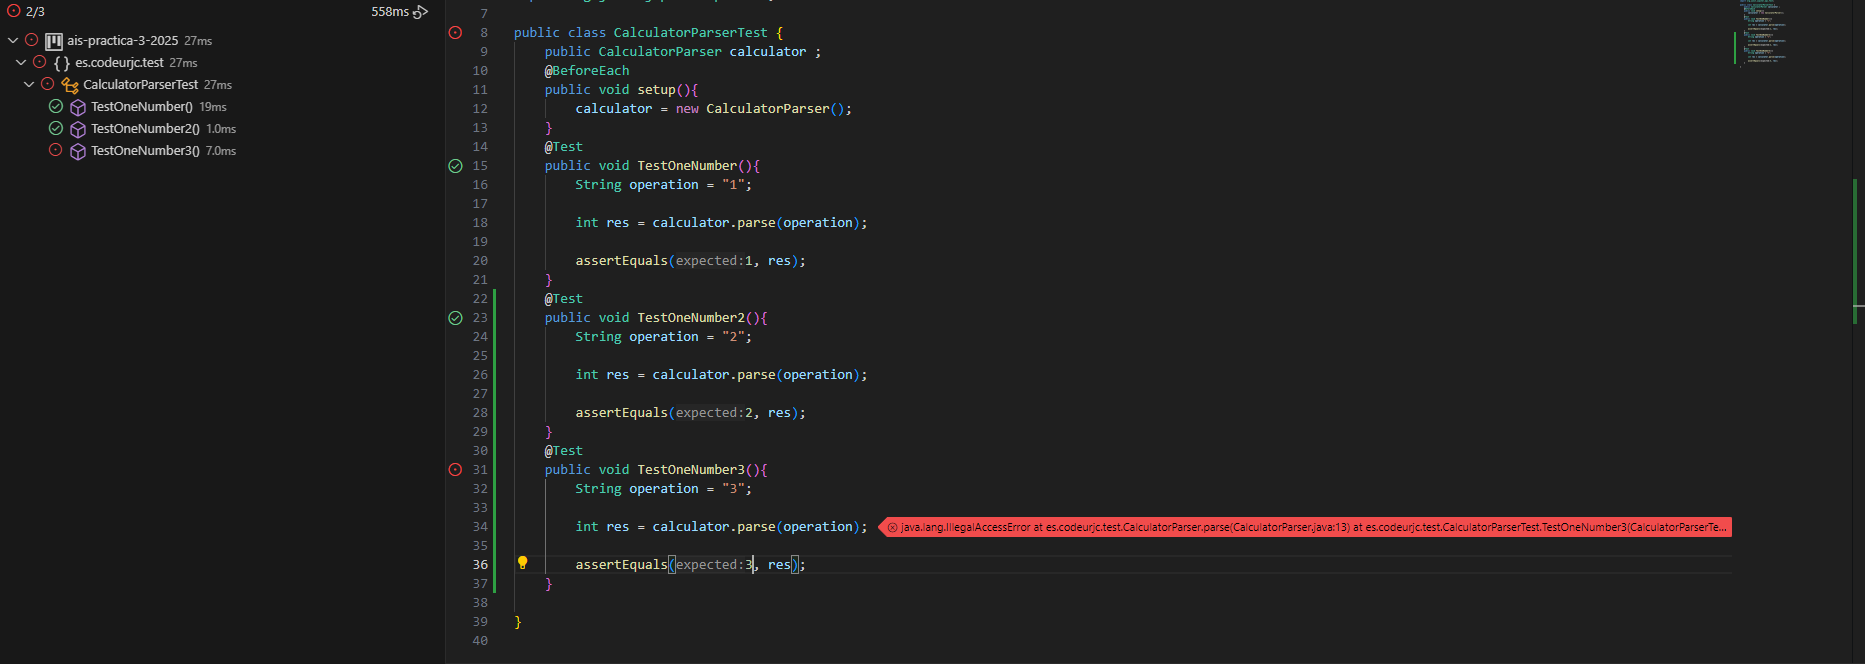 2/3 558ms
ais-practica-3-2025 27ms
es.codeurjc.test 27ms
CalculatorParserTest 27ms
TestOneNumber() 19ms
TestOneNumber2() 1.0ms
TestOneNumber3() 7.0ms
7
8 public class CalculatorParserTest {
9 public CalculatorParser calculator ;
10 @BeforeEach
11 public void setup(){
12 calculator = new CalculatorParser();
13 }
14 @Test
15 public void TestOneNumber(){
16 String operation = "1";
17
18 int res = calculator.parse(operation);
19
20 assertEquals(expected:1, res);
21 }
22 @Test
23 public void TestOneNumber2(){
24 String operation = "2";
25
26 int res = calculator.parse(operation);
27
28 assertEquals(expected:2, res);
29 }
30 @Test
31 public void TestOneNumber3(){
32 String operation = "3";
33
34 int res = calculator.parse(operation); java.lang.IllegalAccessError at es.codeurjc.test.CalculatorParser.parse(CalculatorParser.java:13) at es.codeurjc.test.CalculatorParserTest.TestOneNumber3(CalculatorParserTe...
35
36 assertEquals(expected:3, res);
37 }
38
39 }
40